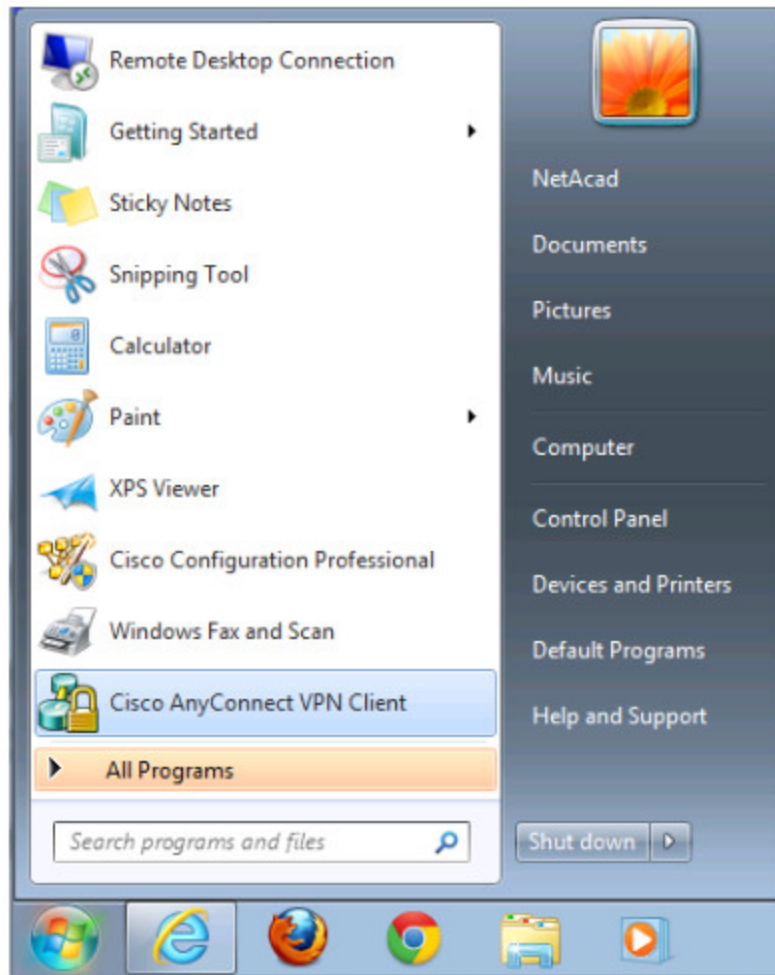 Remote Desktop Connection
Getting Started
Sticky Notes
Snipping Tool
Calculator
Paint
XPS Viewer
Cisco Configuration Professional
Windows Fax and Scan
Cisco AnyConnect VPN Client
All Programs
Search programs and files
NetAcad
Documents
Pictures
Music
Computer
Control Panel
Devices and Printers
Default Programs
Help and Support
Shut down